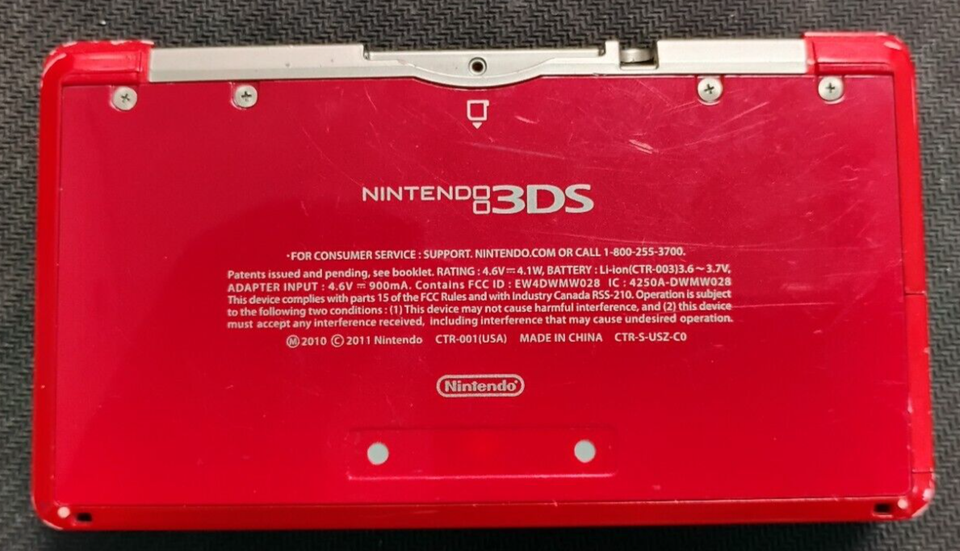 NINTENDO 3DS
·FOR CONSUMER SERVICE : SUPPORT. NINTENDO.COM OR CALL 1-800-255-3700.
Patents issued and pending, see booklet. RATING : 4.6V⎓4.1W, BATTERY : Li-ion(CTR-003)3.6～3.7V,
ADAPTER INPUT : 4.6V⎓900mA. Contains FCC ID : EW4DWMW028 IC : 4250A-DWMW028
This device complies with parts 15 of the FCC Rules and with Industry Canada RSS-210. Operation is subject
to the following two conditions : (1) This device may not cause harmful interference, and (2) this device
must accept any interference received, including interference that may cause undesired operation.
Ⓜ2010 Ⓒ2011 Nintendo CTR-001(USA) MADE IN CHINA CTR-S-USZ-C0
Nintendo